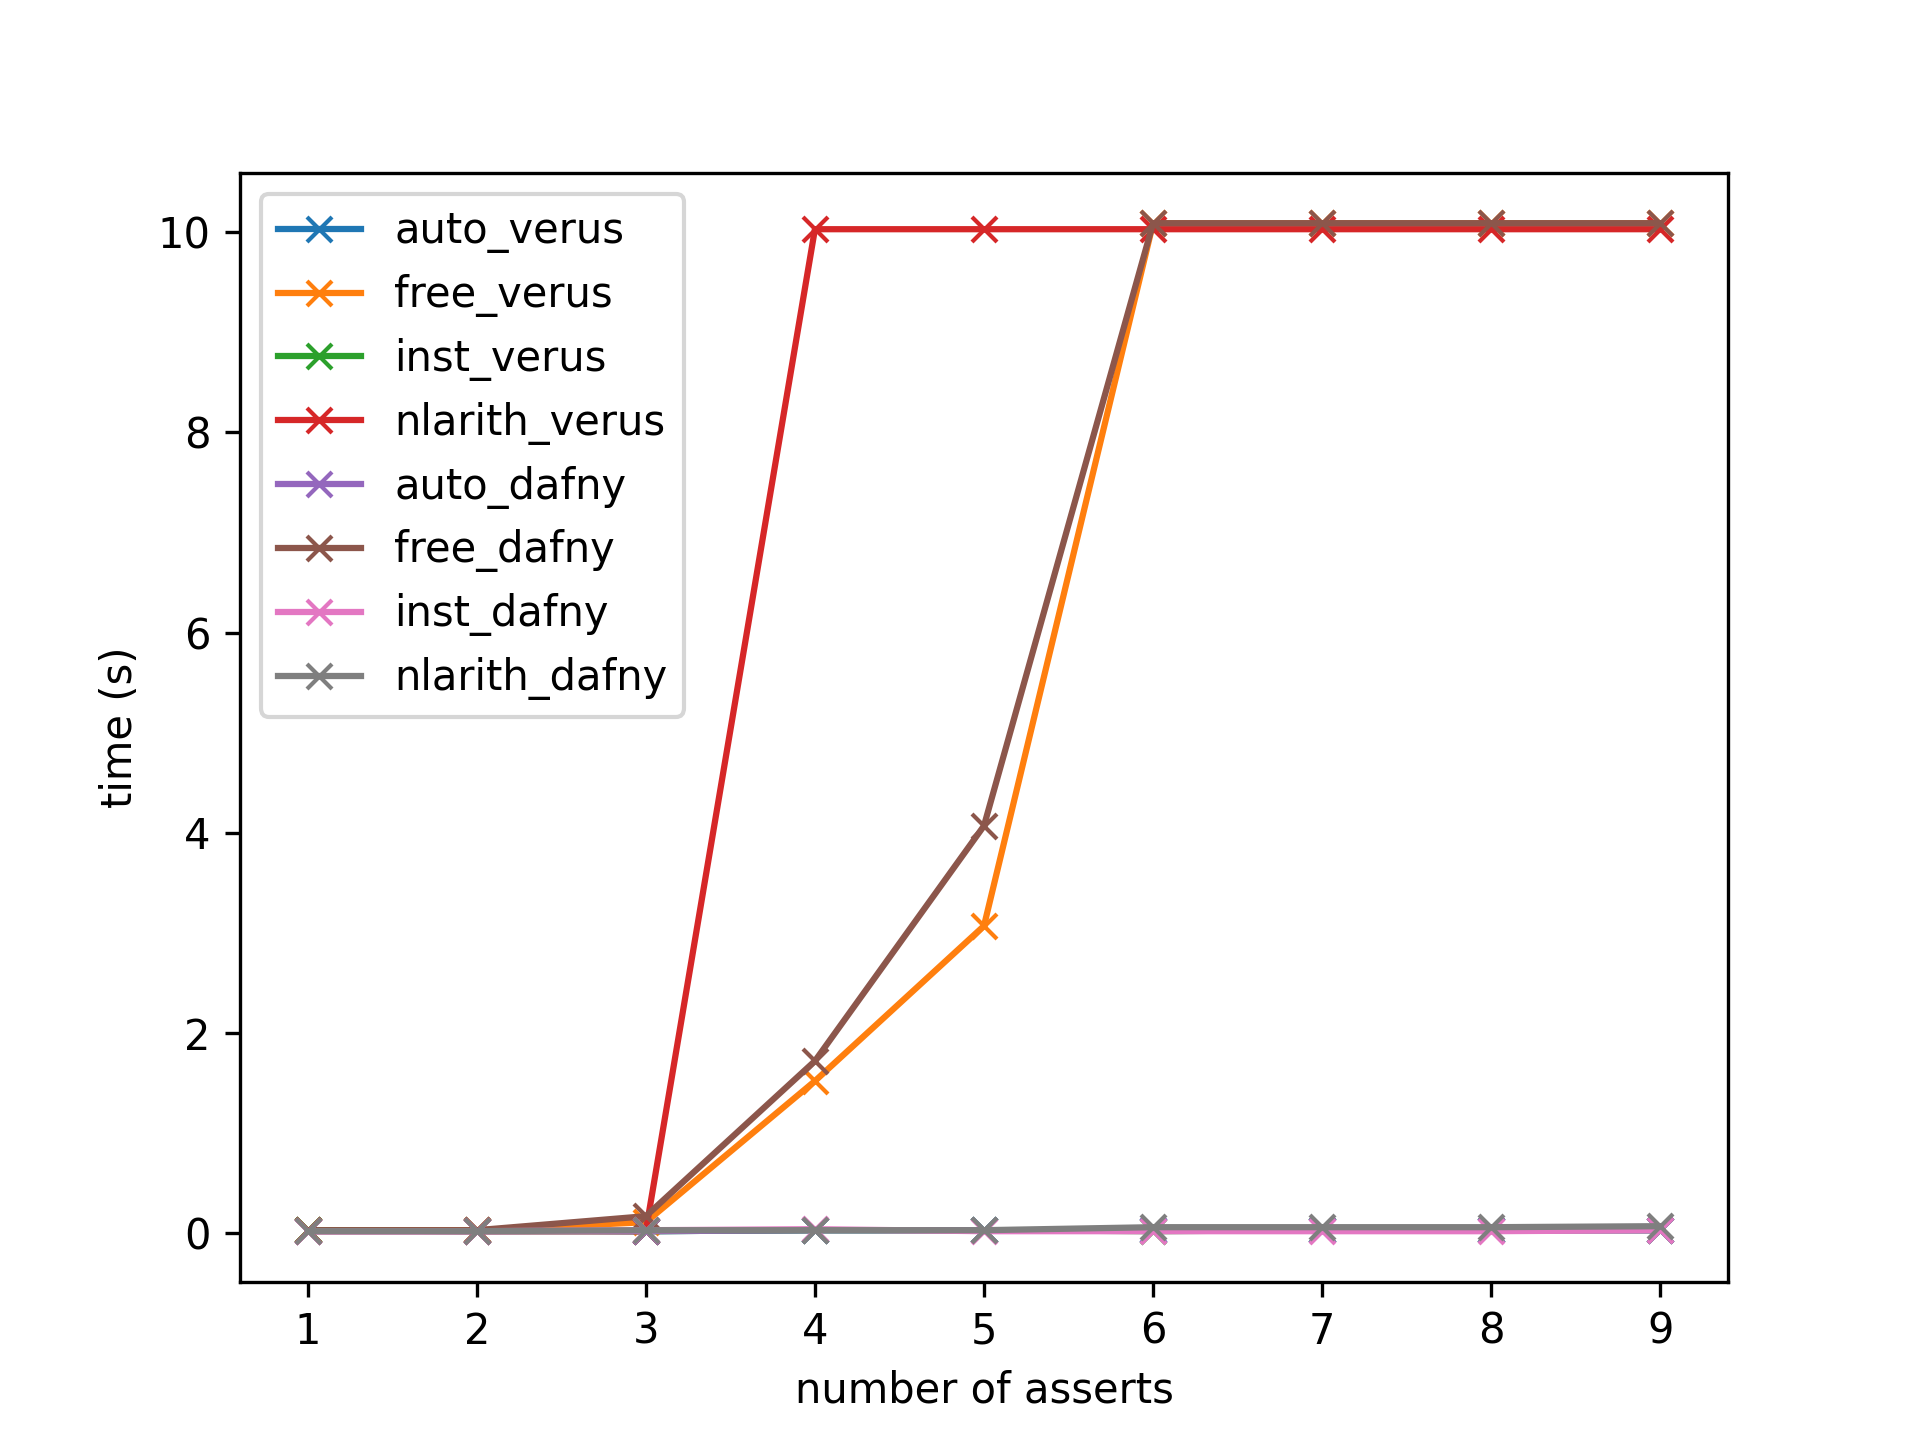 auto_verus
free_verus
inst_verus
nlarith_verus
auto_dafny
free_dafny
inst_dafny
nlarith_dafny
10
8
6
4
2
0
time (s)
1 2 3 4 5 6 7 8 9
number of asserts